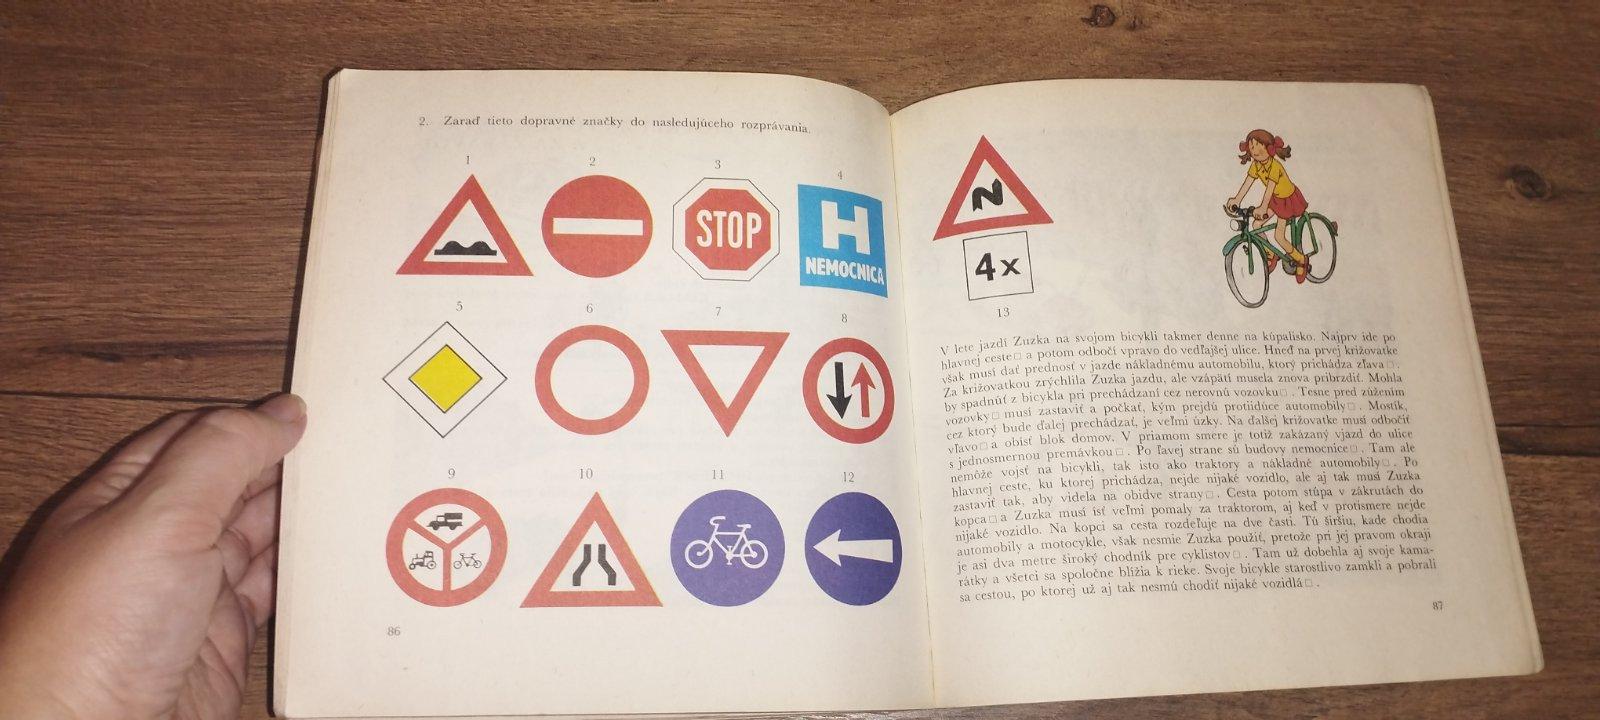 2. Zaraď tieto dopravné značky do nasledujúceho rozprávania.
1 2 3 4
STOP
H
NEMOCNICA
5 6 7 8
9 10 11 12
86
4x
13
V lete jazdí Zuzka na svojom bicykli takmer denne na kúpalisko. Najprv ide po
hlavnej ceste□ a potom odbočí vpravo do vedľajšej ulice. Hneď na prvej križovatke
však musí dať prednosť v jazde nákladnému automobilu, ktorý prichádza zľava□.
Za križovatkou zrýchlila Zuzka jazdu, ale vzápätí musela znova pribrzdiť. Mohla
by spadnúť z bicykla pri prechádzaní cez nerovnú vozovku□. Tesne pred zúžením
vozovky□ musí zastaviť a počkať, kým prejdú protiidúce automobily□. Mostík,
cez ktorý bude ďalej prechádzať, je veľmi úzky. Na ďalšej križovatke musí odbočiť
vľavo□ a obísť blok domov. V priamom smere je totiž zakázaný vjazd do ulice
s jednosmernou premávkou□. Po ľavej strane sú budovy nemocnice□. Tam ale
nemôže vojsť na bicykli, tak isto ako traktory a nákladné automobily□. Po
hlavnej ceste, ku ktorej prichádza, nejde nijaké vozidlo, ale aj tak musí Zuzka
zastaviť tak, aby videla na obidve strany□. Cesta potom stúpa v zákrutách do
kopca□ a Zuzka musí ísť veľmi pomaly za traktorom, aj keď v protismere nejde
nijaké vozidlo. Na kopci sa cesta rozdeľuje na dve časti. Tú širšiu, kade chodia
automobily a motocykle, však nesmie Zuzka použiť, pretože pri jej pravom okraji
je asi dva metre široký chodník pre cyklistov□. Tam už dobehla aj svoje kama-
rátky a všetci sa spoločne blížia k rieke. Svoje bicykle starostlivo zamkli a pobrali
sa cestou, po ktorej už aj tak nesmú chodiť nijaké vozidlá□.
87